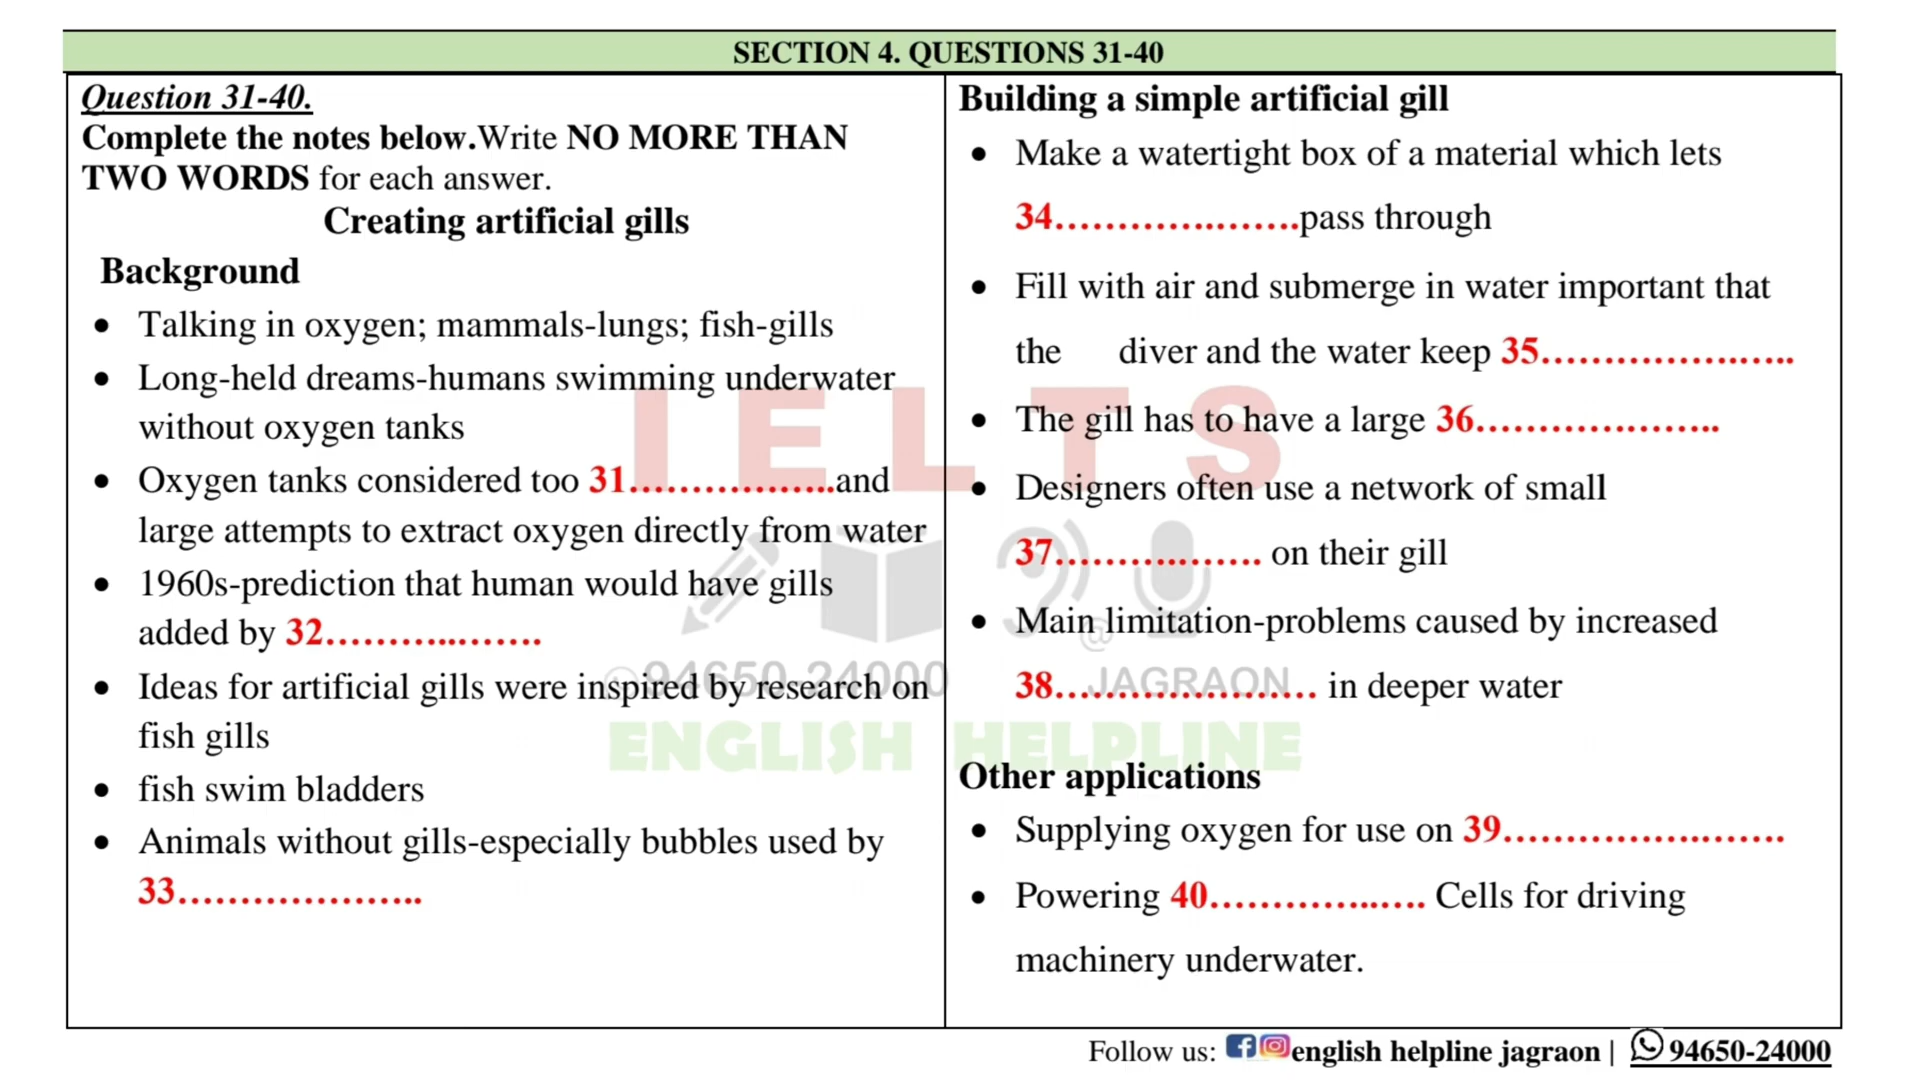 SECTION 4. QUESTIONS 31-40
Question 31-40.
Complete the notes below.Write NO MORE THAN
TWO WORDS for each answer.
Creating artificial gills
Background
• Talking in oxygen; mammals-lungs; fish-gills
• Long-held dreams-humans swimming underwater
without oxygen tanks
• Oxygen tanks considered too 31………………..and
large attempts to extract oxygen directly from water
• 1960s-prediction that human would have gills
added by 32………...…….
• Ideas for artificial gills were inspired by research on
fish gills
• fish swim bladders
• Animals without gills-especially bubbles used by
33…………………..
Building a simple artificial gill
• Make a watertight box of a material which lets
34………….…….pass through
• Fill with air and submerge in water important that
the diver and the water keep 35…………….…..
• The gill has to have a large 36………….……..
• Designers often use a network of small
37……….……. on their gill
• Main limitation-problems caused by increased
38………………… in deeper water
Other applications
• Supplying oxygen for use on 39…………….…….
• Powering 40…………..…. Cells for driving
machinery underwater.
IELTS
@
94650-24000 JAGRAON
ENGLISH HELPLINE
Follow us: english helpline jagraon | 94650-24000